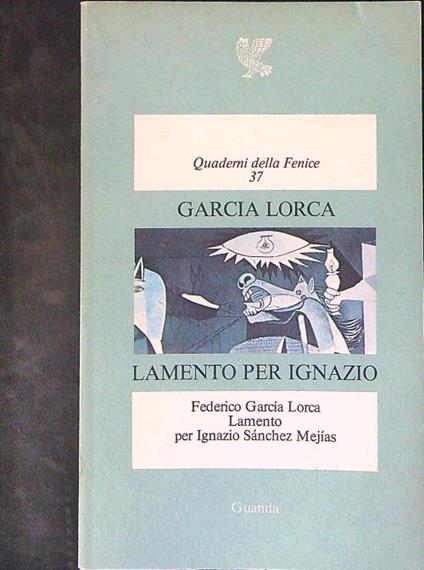 Quaderni della Fenice
37
GARCIA LORCA
LAMENTO PER IGNAZIO
Federico García Lorca
Lamento
per Ignazio Sánchez Mejías
Guanda